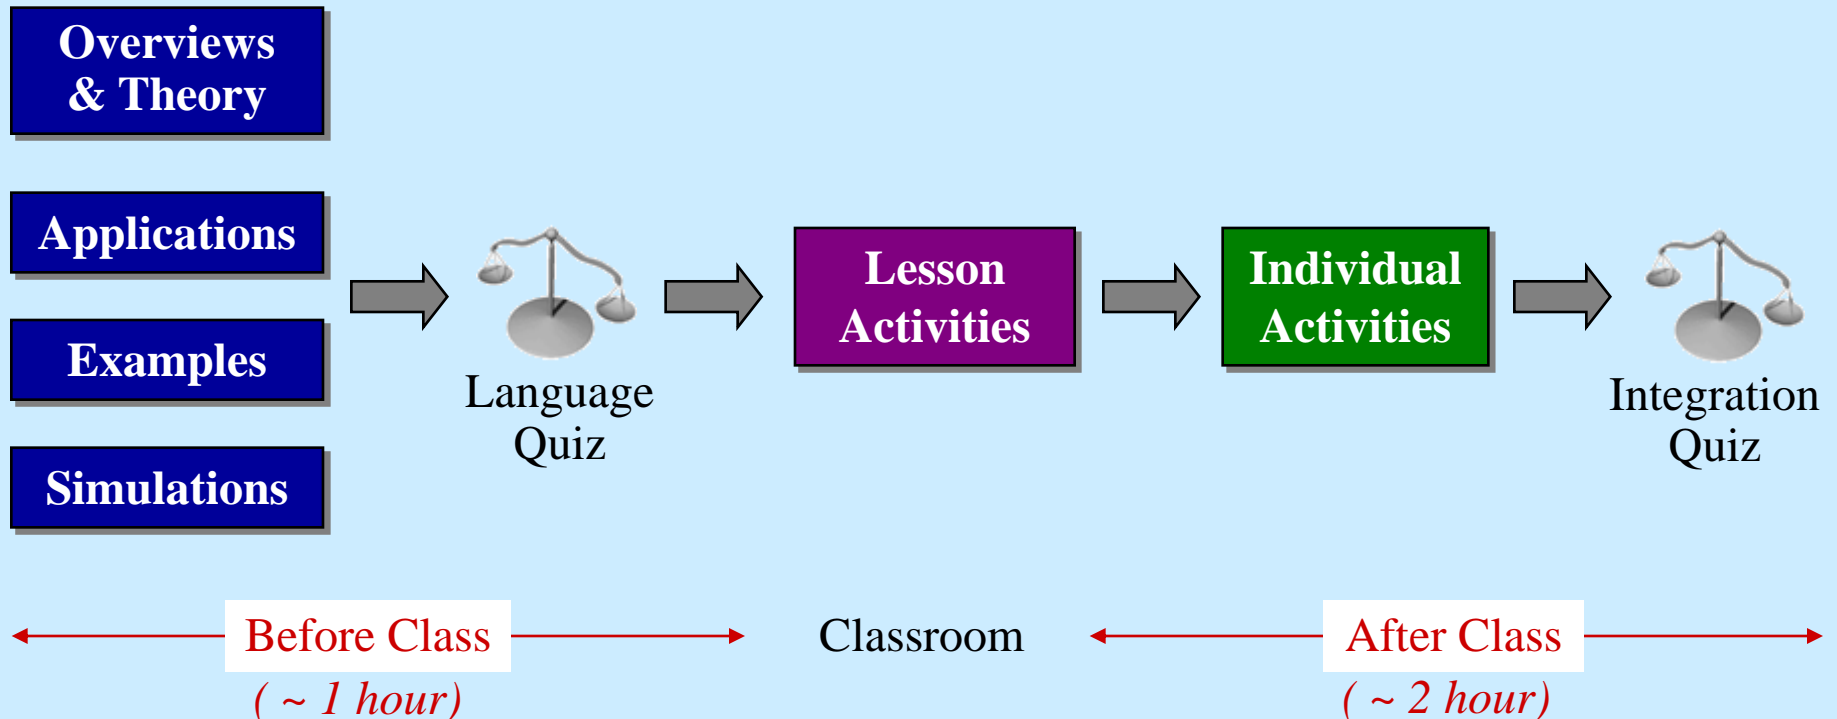 Overviews
& Theory
Applications
Examples
Simulations
Language
Quiz
Lesson
Activities
Individual
Activities
Integration
Quiz
Before Class
( ~ 1 hour)
Classroom
After Class
( ~ 2 hour)